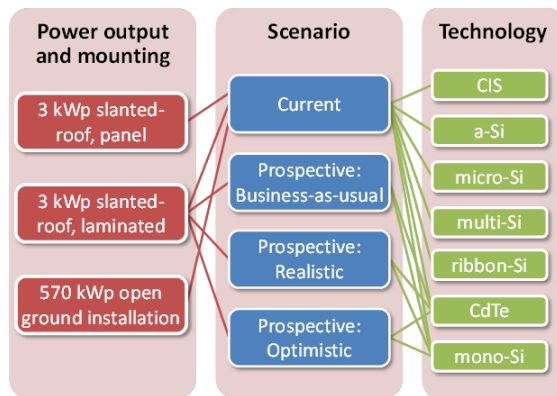 Power output
and mounting
3 kWp slanted-
roof, panel
3 kWp slanted-
roof, laminated
570 kWp open
ground installation
Scenario
Current
Prospective:
Business-as-usual
Prospective:
Realistic
Prospective:
Optimistic
Technology
CIS
a-Si
micro-Si
multi-Si
ribbon-Si
CdTe
mono-Si